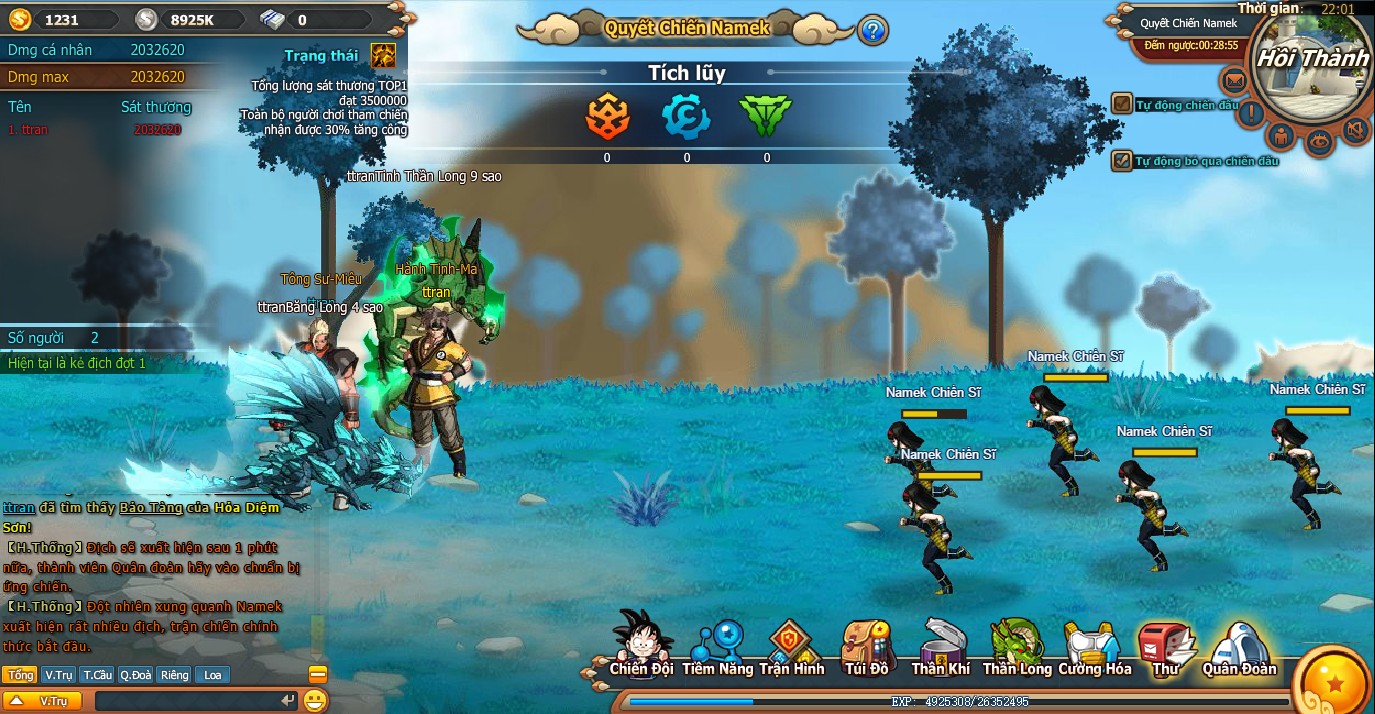 1231
8925K
0
Dmg cá nhân 2032620
Dmg max 2032620
Tên Sát thương
1. ttran 2032620
Trạng thái
Tổng lượng sát thương TOP1
đạt 3500000
Toàn bộ người chơi tham chiến
nhận được 30% tăng công
Quyết Chiến Namek
?
Tích lũy
0 0 0
Thời gian: 22:01
Quyết Chiến Namek
Đếm ngược:00:28:55
Hồi Thành
Tự động chiến đấu
Tự động bỏ qua chiến đấu
ttranTinh Thần Long 9 sao
Hành Tinh-Ma
ttran
Tông Sư-Miêu
ttran
ttranBăng Long 4 sao
Số người 2
Hiện tại là kẻ địch đợt 1
Namek Chiến Sĩ
Namek Chiến Sĩ
Namek Chiến Sĩ
Namek Chiến Sĩ
Namek Chiến Sĩ
ttran đã tìm thấy Bảo Tàng của Hỏa Diệm
Sơn!
【H.Thống】Địch sẽ xuất hiện sau 1 phút
nữa, thành viên Quân đoàn hãy vào chuẩn bị
ứng chiến.
【H.Thống】Đột nhiên xung quanh Namek
xuất hiện rất nhiều địch, trận chiến chính
thức bắt đầu.
Tổng V.Trụ T.Cầu Q.Đoà Riêng Loa
V.Trụ
Chiến Đội Tiềm Năng Trận Hình Túi Đồ Thần Khí Thần Long Cường Hóa Thư Quân Đoàn
EXP: 4925308/26352495